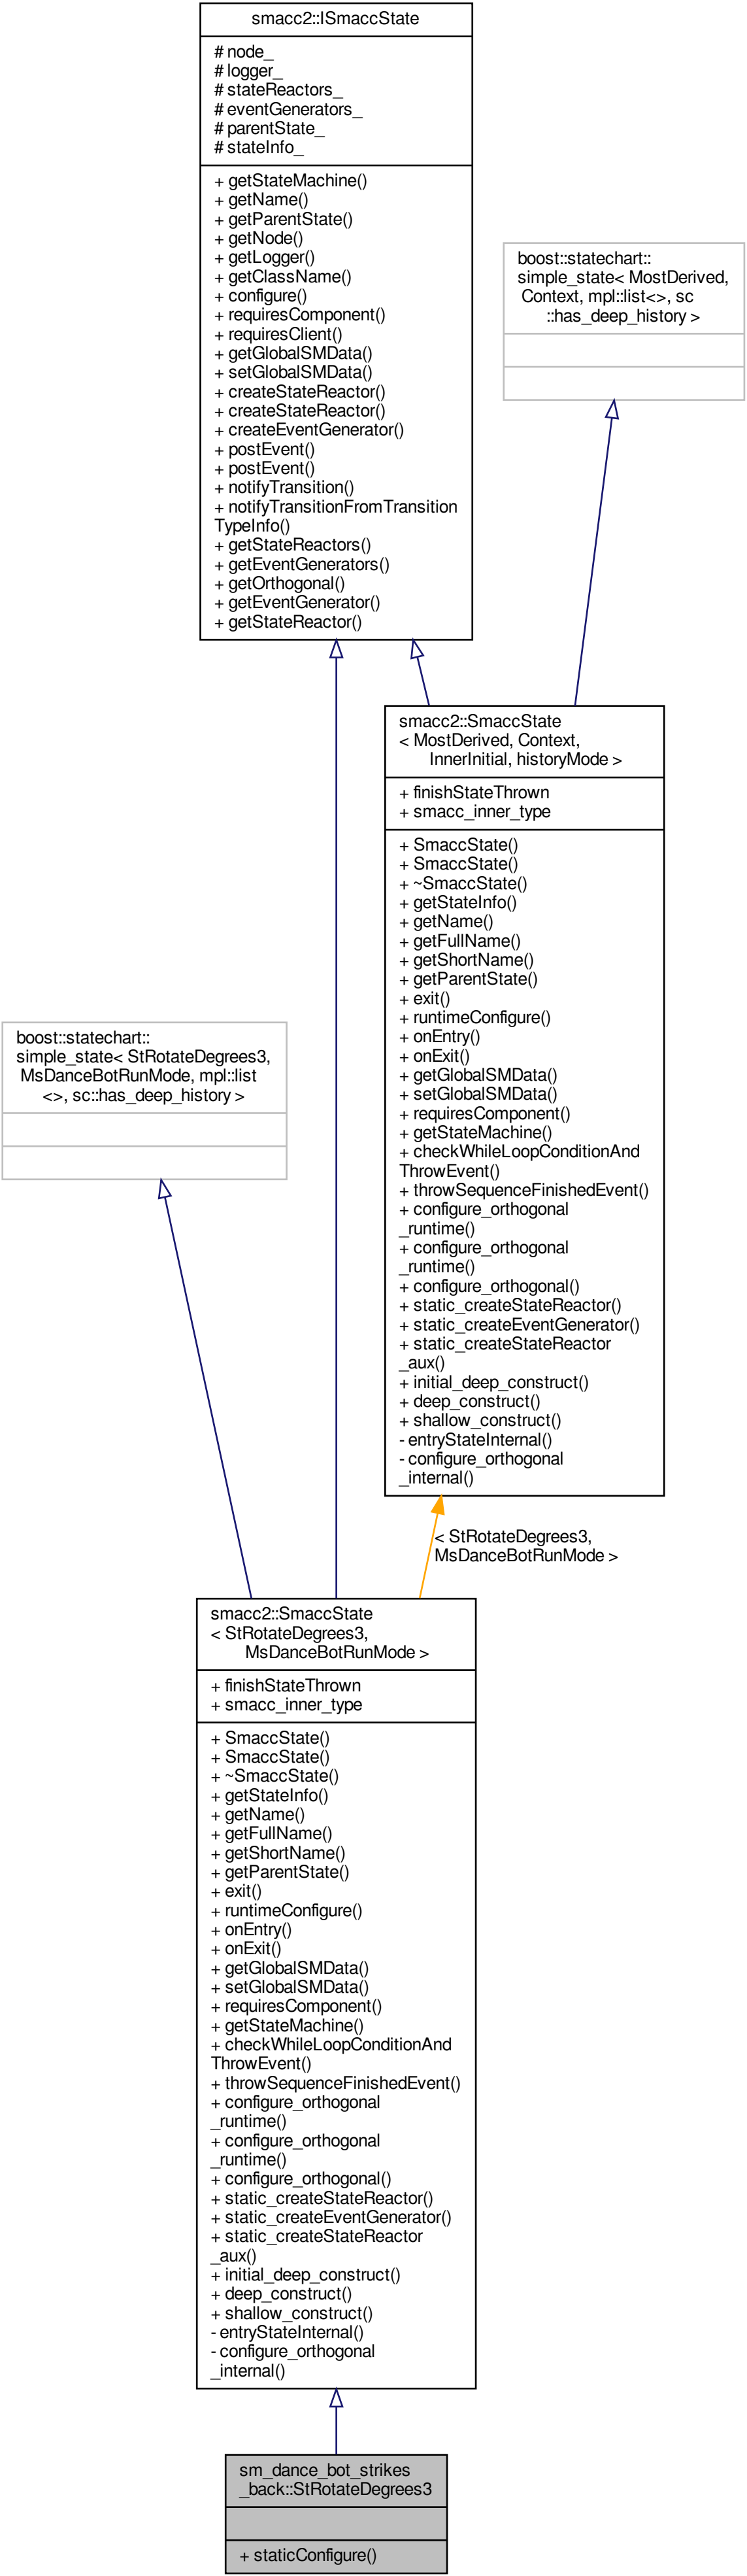 smacc2::ISmaccState
# node_
# logger_
# stateReactors_
# eventGenerators_
# parentState_
# stateInfo_
+ getStateMachine()
+ getName()
+ getParentState()
+ getNode()
+ getLogger()
+ getClassName()
+ configure()
+ requiresComponent()
+ requiresClient()
+ getGlobalSMData()
+ setGlobalSMData()
+ createStateReactor()
+ createStateReactor()
+ createEventGenerator()
+ postEvent()
+ postEvent()
+ notifyTransition()
+ notifyTransitionFromTransition
TypeInfo()
+ getStateReactors()
+ getEventGenerators()
+ getOrthogonal()
+ getEventGenerator()
+ getStateReactor()
boost::statechart::
simple_state< MostDerived,
Context, mpl::list<>, sc
::has_deep_history >
smacc2::SmaccState
< MostDerived, Context,
InnerInitial, historyMode >
+ finishStateThrown
+ smacc_inner_type
+ SmaccState()
+ SmaccState()
+ ~SmaccState()
+ getStateInfo()
+ getName()
+ getFullName()
+ getShortName()
+ getParentState()
+ exit()
+ runtimeConfigure()
+ onEntry()
+ onExit()
+ getGlobalSMData()
+ setGlobalSMData()
+ requiresComponent()
+ getStateMachine()
+ checkWhileLoopConditionAnd
ThrowEvent()
+ throwSequenceFinishedEvent()
+ configure_orthogonal
_runtime()
+ configure_orthogonal
_runtime()
+ configure_orthogonal()
+ static_createStateReactor()
+ static_createEventGenerator()
+ static_createStateReactor
_aux()
+ initial_deep_construct()
+ deep_construct()
+ shallow_construct()
- entryStateInternal()
- configure_orthogonal
_internal()
boost::statechart::
simple_state< StRotateDegrees3,
MsDanceBotRunMode, mpl::list
<>, sc::has_deep_history >
< StRotateDegrees3,
MsDanceBotRunMode >
smacc2::SmaccState
< StRotateDegrees3,
MsDanceBotRunMode >
+ finishStateThrown
+ smacc_inner_type
+ SmaccState()
+ SmaccState()
+ ~SmaccState()
+ getStateInfo()
+ getName()
+ getFullName()
+ getShortName()
+ getParentState()
+ exit()
+ runtimeConfigure()
+ onEntry()
+ onExit()
+ getGlobalSMData()
+ setGlobalSMData()
+ requiresComponent()
+ getStateMachine()
+ checkWhileLoopConditionAnd
ThrowEvent()
+ throwSequenceFinishedEvent()
+ configure_orthogonal
_runtime()
+ configure_orthogonal
_runtime()
+ configure_orthogonal()
+ static_createStateReactor()
+ static_createEventGenerator()
+ static_createStateReactor
_aux()
+ initial_deep_construct()
+ deep_construct()
+ shallow_construct()
- entryStateInternal()
- configure_orthogonal
_internal()
sm_dance_bot_strikes
_back::StRotateDegrees3
+ staticConfigure()